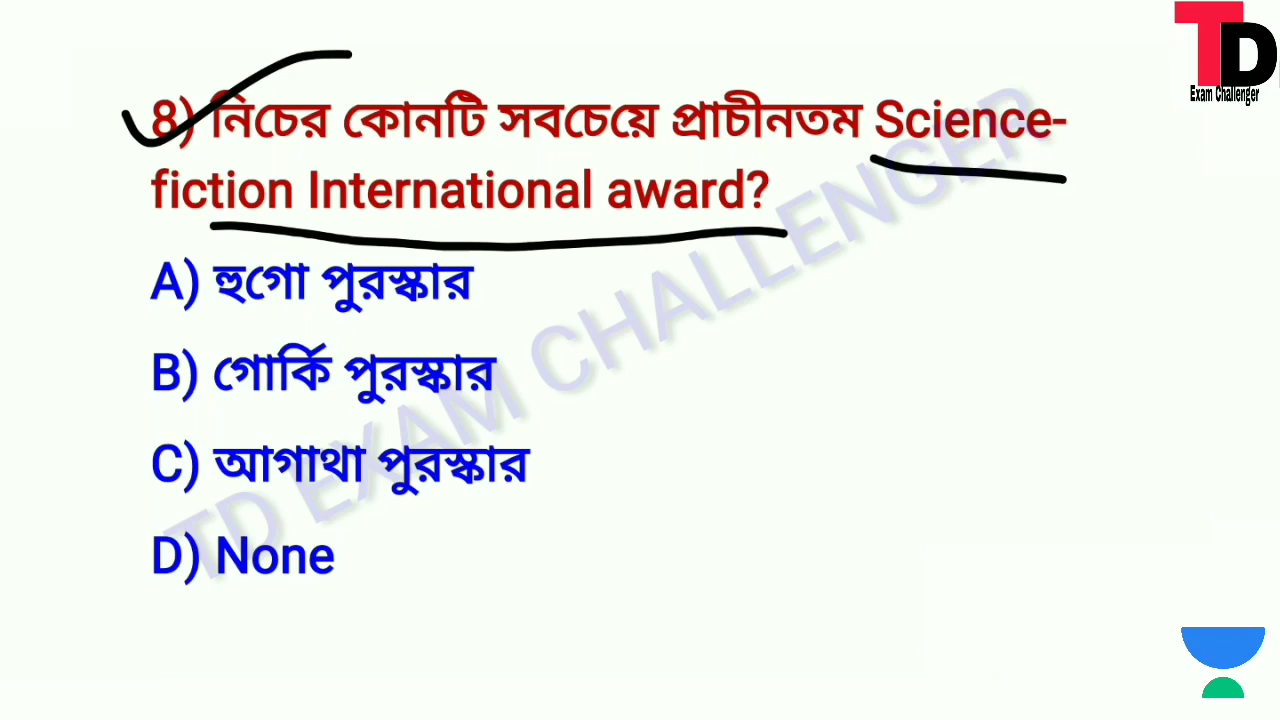 TD
Exam Challenger
8) নিচের কোনটি সবচেয়ে প্রাচীনতম Science-
fiction International award?
A) হুগো পুরস্কার
B) গোর্কি পুরস্কার
C) আগাথা পুরস্কার
D) None
TD EXAM CHALLENGER